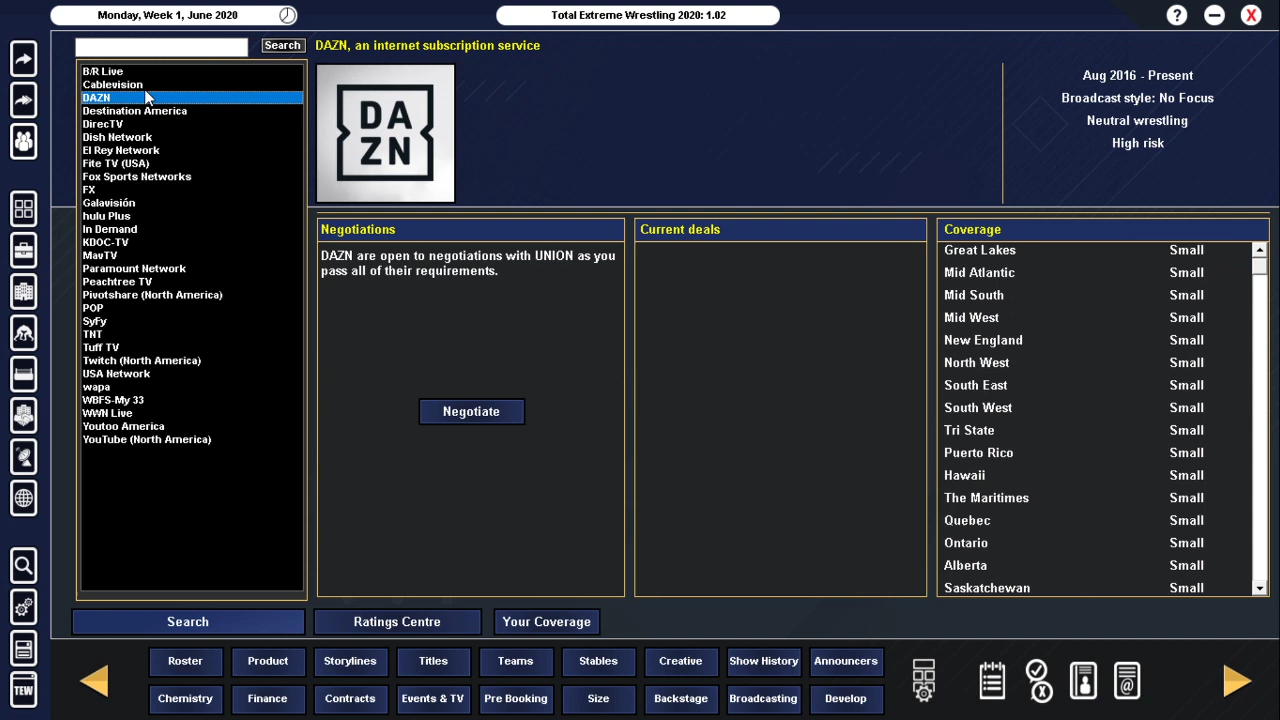 Monday, Week 1, June 2020
Total Extreme Wrestling 2020: 1.02
?
X
Search
DAZN, an internet subscription service
B/R Live
Cablevision
DAZN
Destination America
DirecTV
Dish Network
El Rey Network
Fite TV (USA)
Fox Sports Networks
FX
Galavisión
hulu Plus
In Demand
KDOC-TV
MavTV
Paramount Network
Peachtree TV
Pivotshare (North America)
POP
SyFy
TNT
Tuff TV
Twitch (North America)
USA Network
wapa
WBFS-My 33
WWN Live
Youtoo America
YouTube (North America)
DA
ZN
Aug 2016 - Present
Broadcast style: No Focus
Neutral wrestling
High risk
Negotiations
DAZN are open to negotiations with UNION as you
pass all of their requirements.
Negotiate
Current deals
Coverage
Great Lakes Small
Mid Atlantic Small
Mid South Small
Mid West Small
New England Small
North West Small
South East Small
South West Small
Tri State Small
Puerto Rico Small
Hawaii Small
The Maritimes Small
Quebec Small
Ontario Small
Alberta Small
Saskatchewan Small
Search
Ratings Centre
Your Coverage
Roster Product Storylines Titles Teams Stables Creative Show History Announcers
Chemistry Finance Contracts Events & TV Pre Booking Size Backstage Broadcasting Develop
TEW
X
@